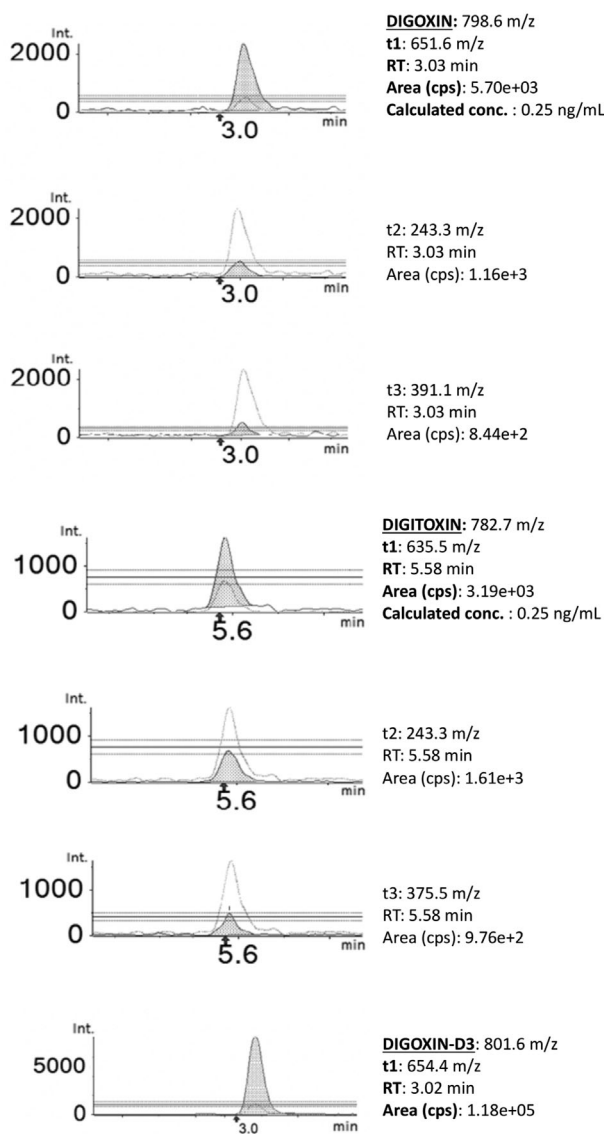 Int.
2000
0
3.0
min
DIGOXIN: 798.6 m/z
t1: 651.6 m/z
RT: 3.03 min
Area (cps): 5.70e+03
Calculated conc. : 0.25 ng/mL
Int.
2000
0
3.0
min
t2: 243.3 m/z
RT: 3.03 min
Area (cps): 1.16e+3
Int.
2000
0
3.0
min
t3: 391.1 m/z
RT: 3.03 min
Area (cps): 8.44e+2
Int.
1000
0
5.6
min
DIGITOXIN: 782.7 m/z
t1: 635.5 m/z
RT: 5.58 min
Area (cps): 3.19e+03
Calculated conc. : 0.25 ng/mL
Int.
1000
0
5.6
min
t2: 243.3 m/z
RT: 5.58 min
Area (cps): 1.61e+3
Int.
1000
0
5.6
min
t3: 375.5 m/z
RT: 5.58 min
Area (cps): 9.76e+2
Int.
5000
0
3.0
min
DIGOXIN-D3: 801.6 m/z
t1: 654.4 m/z
RT: 3.02 min
Area (cps): 1.18e+05